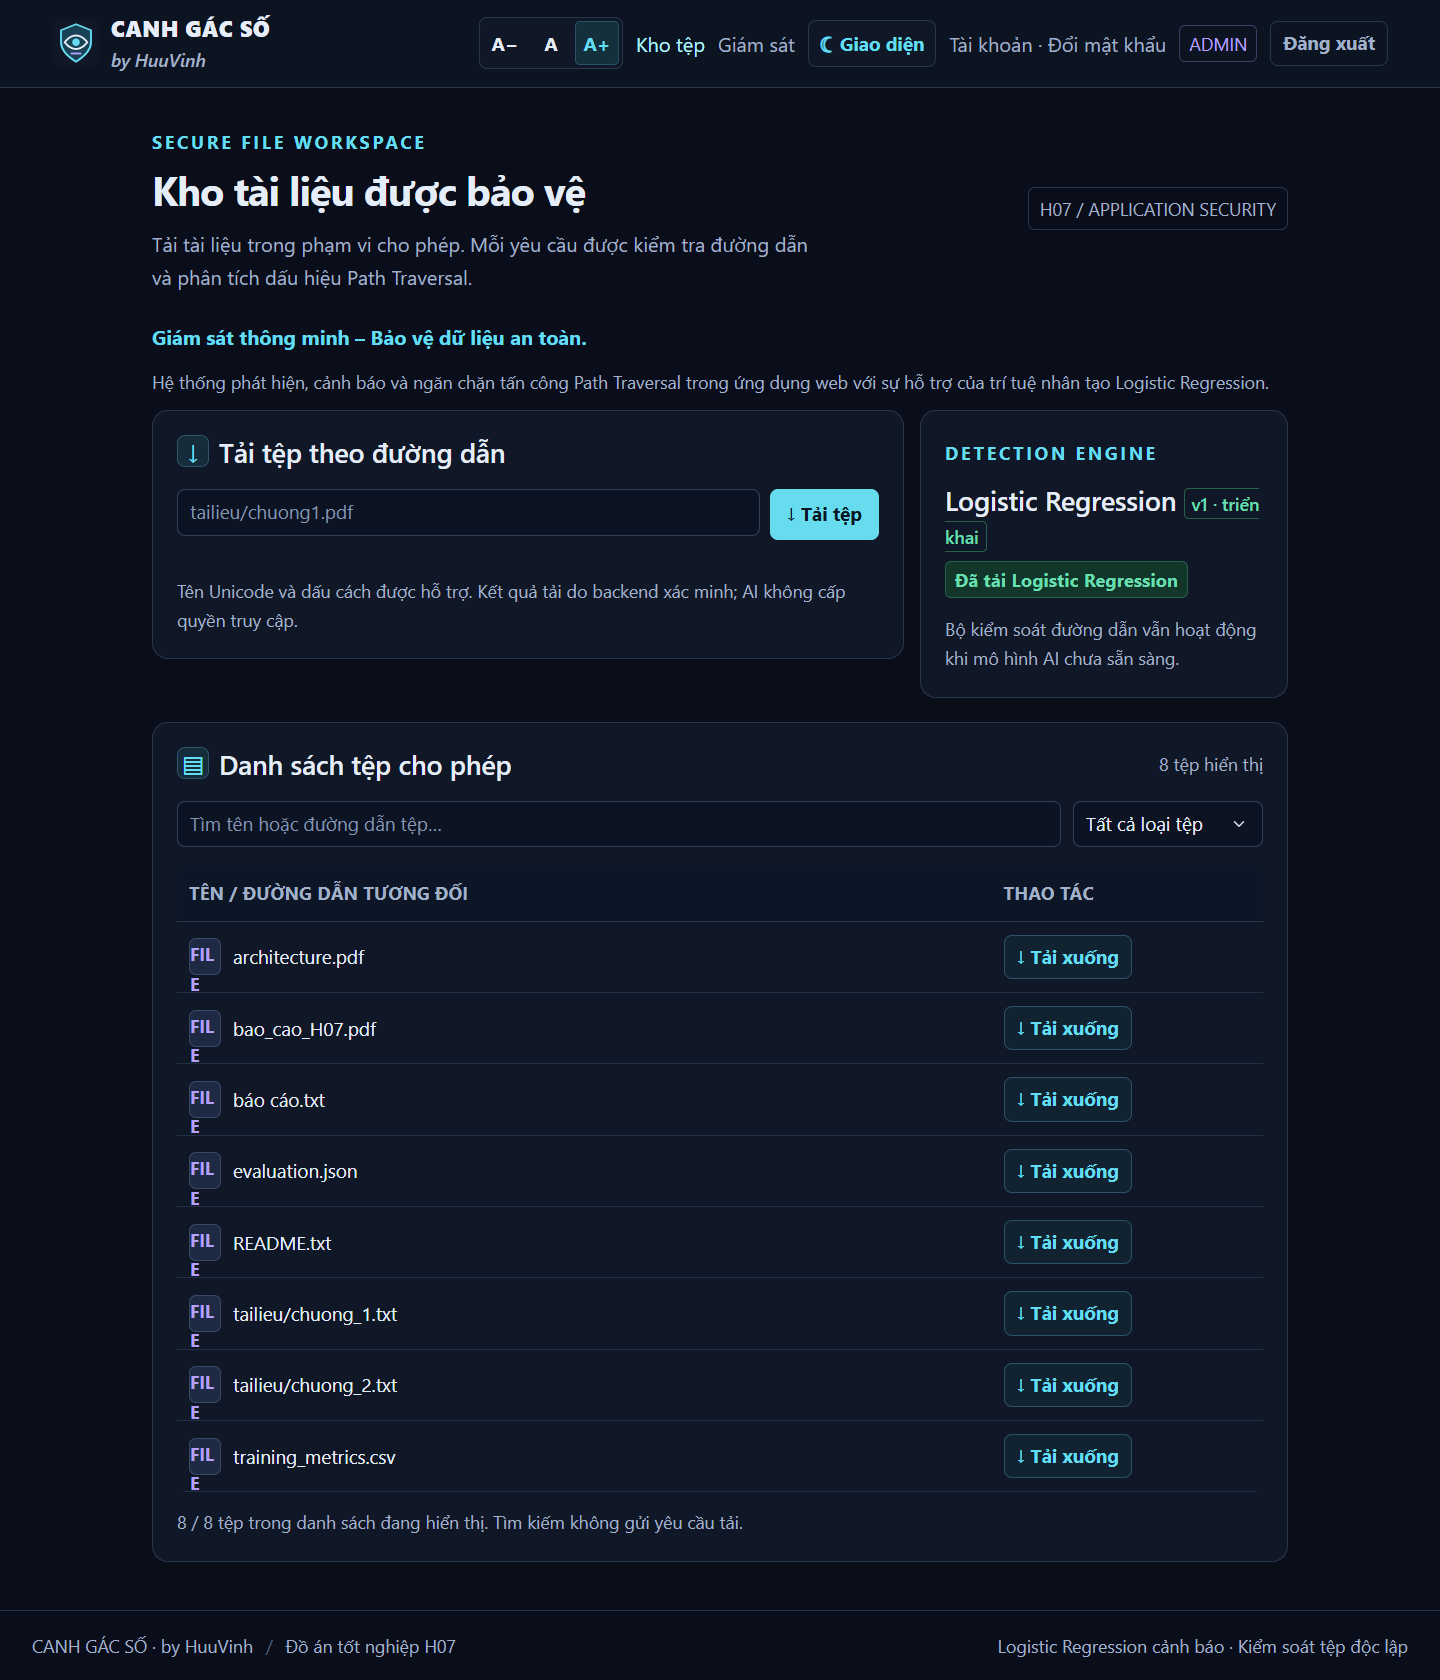 CANH GÁC SỐ
by HuuVinh
A− A A+ Kho tệp Giám sát ☾ Giao diện Tài khoản · Đổi mật khẩu ADMIN Đăng xuất
SECURE FILE WORKSPACE
Kho tài liệu được bảo vệ
H07 / APPLICATION SECURITY
Tải tài liệu trong phạm vi cho phép. Mỗi yêu cầu được kiểm tra đường dẫn
và phân tích dấu hiệu Path Traversal.
Giám sát thông minh – Bảo vệ dữ liệu an toàn.
Hệ thống phát hiện, cảnh báo và ngăn chặn tấn công Path Traversal trong ứng dụng web với sự hỗ trợ của trí tuệ nhân tạo Logistic Regression.
↓ Tải tệp theo đường dẫn
tailieu/chuong1.pdf
↓ Tải tệp
Tên Unicode và dấu cách được hỗ trợ. Kết quả tải do backend xác minh; AI không cấp
quyền truy cập.
DETECTION ENGINE
Logistic Regression v1 · triển
khai
Đã tải Logistic Regression
Bộ kiểm soát đường dẫn vẫn hoạt động
khi mô hình AI chưa sẵn sàng.
▤ Danh sách tệp cho phép
8 tệp hiển thị
Tìm tên hoặc đường dẫn tệp...
Tất cả loại tệp
TÊN / ĐƯỜNG DẪN TƯƠNG ĐỐI THAO TÁC
FIL
E
architecture.pdf ↓ Tải xuống
FIL
E
bao_cao_H07.pdf ↓ Tải xuống
FIL
E
báo cáo.txt ↓ Tải xuống
FIL
E
evaluation.json ↓ Tải xuống
FIL
E
README.txt ↓ Tải xuống
FIL
E
tailieu/chuong_1.txt ↓ Tải xuống
FIL
E
tailieu/chuong_2.txt ↓ Tải xuống
FIL
E
training_metrics.csv ↓ Tải xuống
8 / 8 tệp trong danh sách đang hiển thị. Tìm kiếm không gửi yêu cầu tải.
CANH GÁC SỐ · by HuuVinh / Đồ án tốt nghiệp H07
Logistic Regression cảnh báo · Kiểm soát tệp độc lập